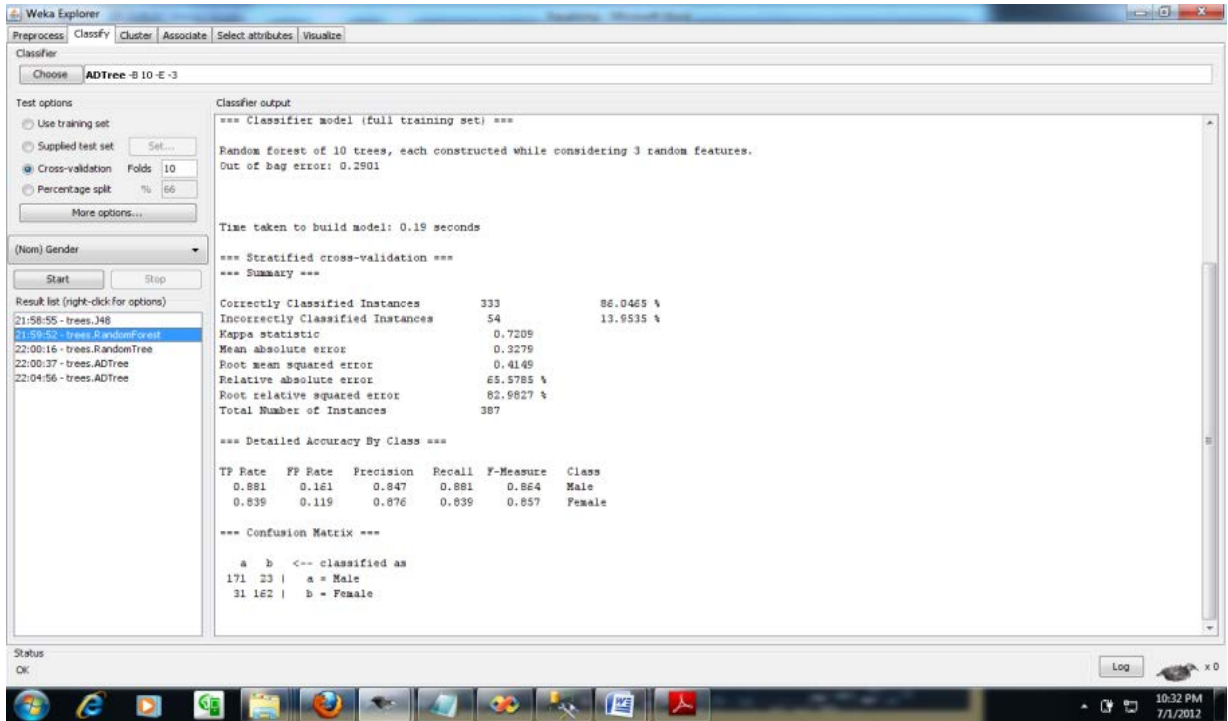 Weka Explorer
Preprocess Classify Cluster Associate Select attributes Visualize
Classifier
Choose ADTree -B 10 -E -3
Test options
Use training set
Supplied test set Set...
Cross-validation Folds 10
Percentage split % 66
More options...
(Nom) Gender
Start Stop
Result list (right-click for options)
21:58:55 - trees.J48
21:59:52 - trees.RandomForest
22:00:16 - trees.RandomTree
22:00:37 - trees.ADTree
22:04:56 - trees.ADTree
Classifier output
=== Classifier model (full training set) ===
Random forest of 10 trees, each constructed while considering 3 random features.
Out of bag error: 0.2901
Time taken to build model: 0.19 seconds
=== Stratified cross-validation ===
=== Summary ===
Correctly Classified Instances 333 86.0465 %
Incorrectly Classified Instances 54 13.9535 %
Kappa statistic 0.7209
Mean absolute error 0.3279
Root mean squared error 0.4149
Relative absolute error 65.5785 %
Root relative squared error 82.9827 %
Total Number of Instances 387
=== Detailed Accuracy By Class ===
TP Rate FP Rate Precision Recall F-Measure Class
0.881 0.161 0.847 0.881 0.864 Male
0.839 0.119 0.876 0.839 0.857 Female
=== Confusion Matrix ===
a b <-- classified as
171 23 | a = Male
31 162 | b = Female
Status
OK
Log x 0
10:32 PM
7/1/2012